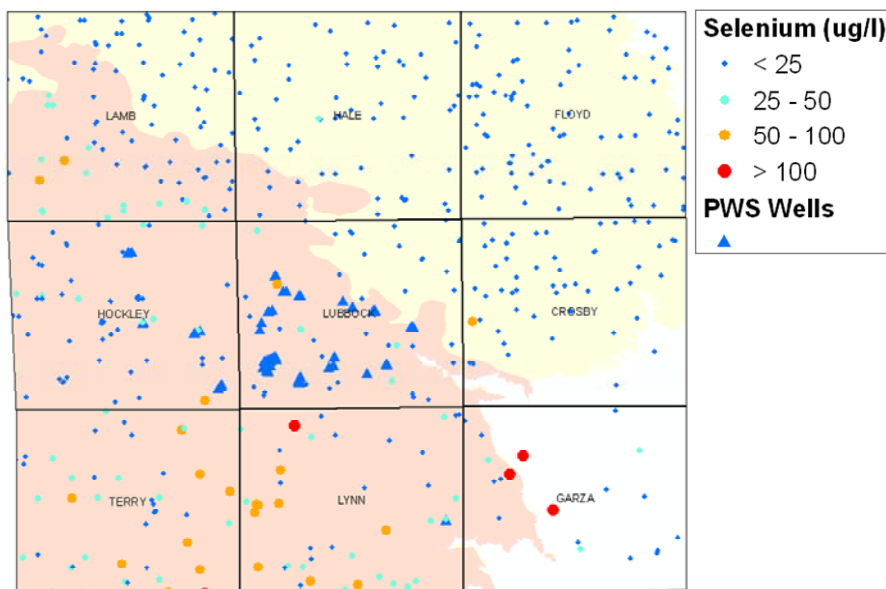 Selenium (ug/l)
< 25
25 - 50
50 - 100
> 100
PWS Wells
LAMB
HALE
FLOYD
HOCKLEY
LUBBOCK
CROSBY
TERRY
LYNN
GARZA